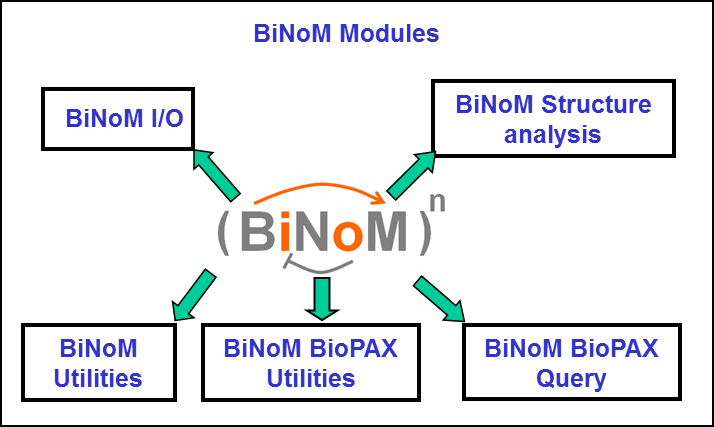 BiNoM Modules
BiNoM I/O
BiNoM Structure
analysis
(BiNoM)n
BiNoM
Utilities
BiNoM BioPAX
Utilities
BiNoM BioPAX
Query